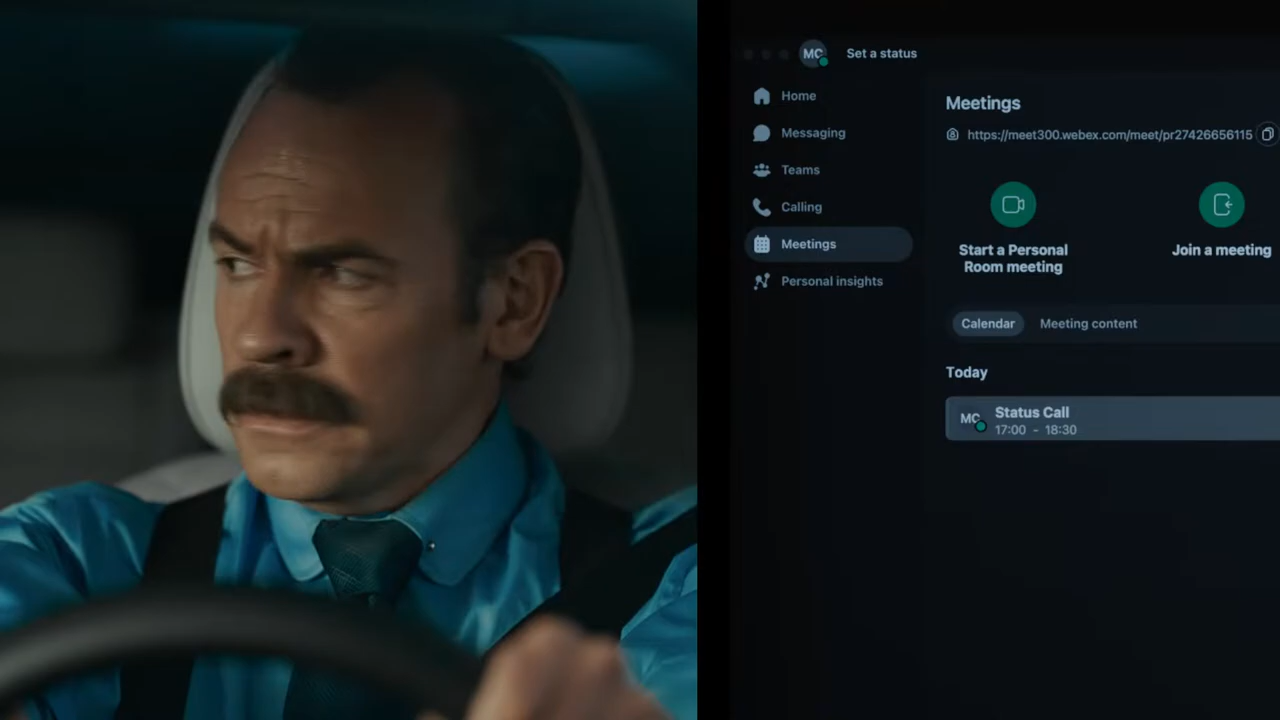 MC
Set a status
Home
Messaging
Teams
Calling
Meetings
Personal insights
Meetings
https://meet300.webex.com/meet/pr27426656115
Start a Personal
Room meeting
Join a meeting
Calendar
Meeting content
Today
MC
Status Call
17:00 - 18:30